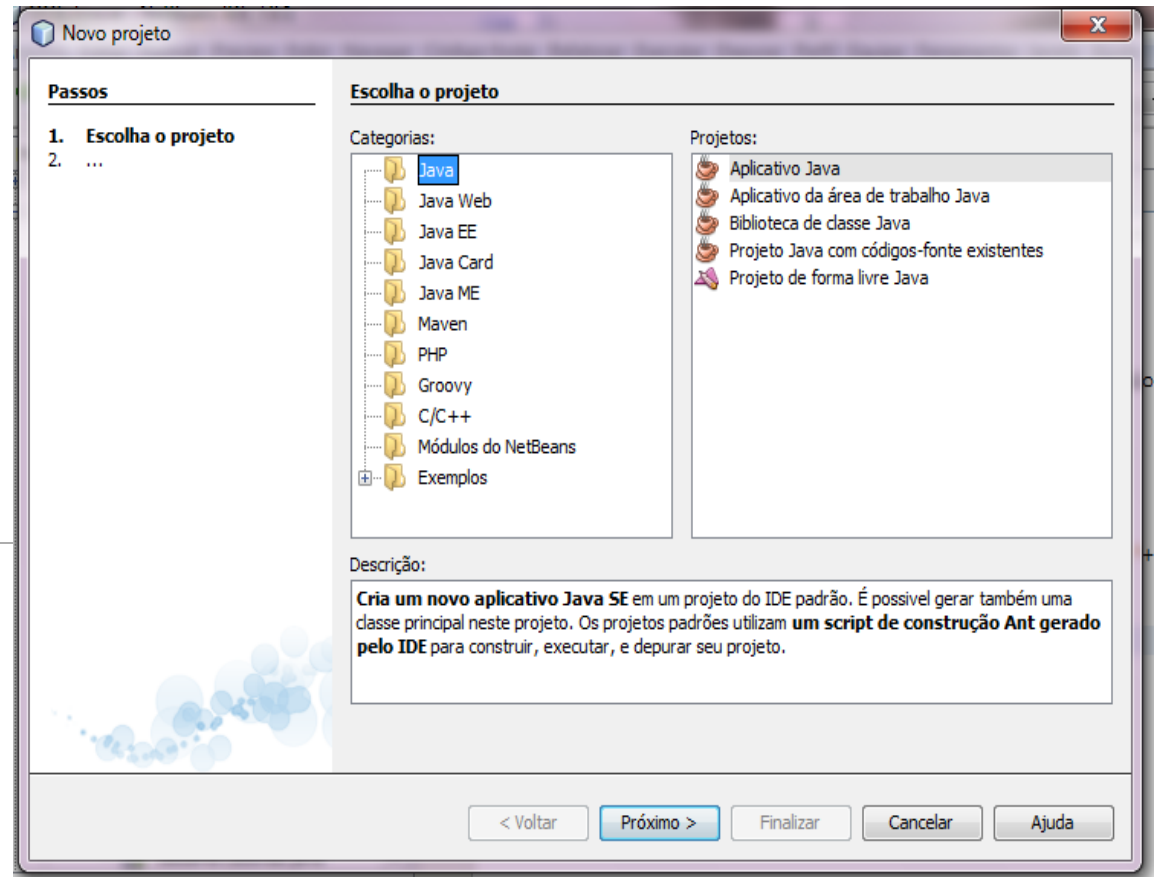 Novo projeto
Passos
1. Escolha o projeto
2. ...
Escolha o projeto
Categorias:
Java
Java Web
Java EE
Java Card
Java ME
Maven
PHP
Groovy
C/C++
Módulos do NetBeans
Exemplos
Projetos:
Aplicativo Java
Aplicativo da área de trabalho Java
Biblioteca de classe Java
Projeto Java com códigos-fonte existentes
Projeto de forma livre Java
Descrição:
Cria um novo aplicativo Java SE em um projeto do IDE padrão. É possivel gerar também uma
classe principal neste projeto. Os projetos padrões utilizam um script de construção Ant gerado
pelo IDE para construir, executar, e depurar seu projeto.
< Voltar
Próximo >
Finalizar
Cancelar
Ajuda